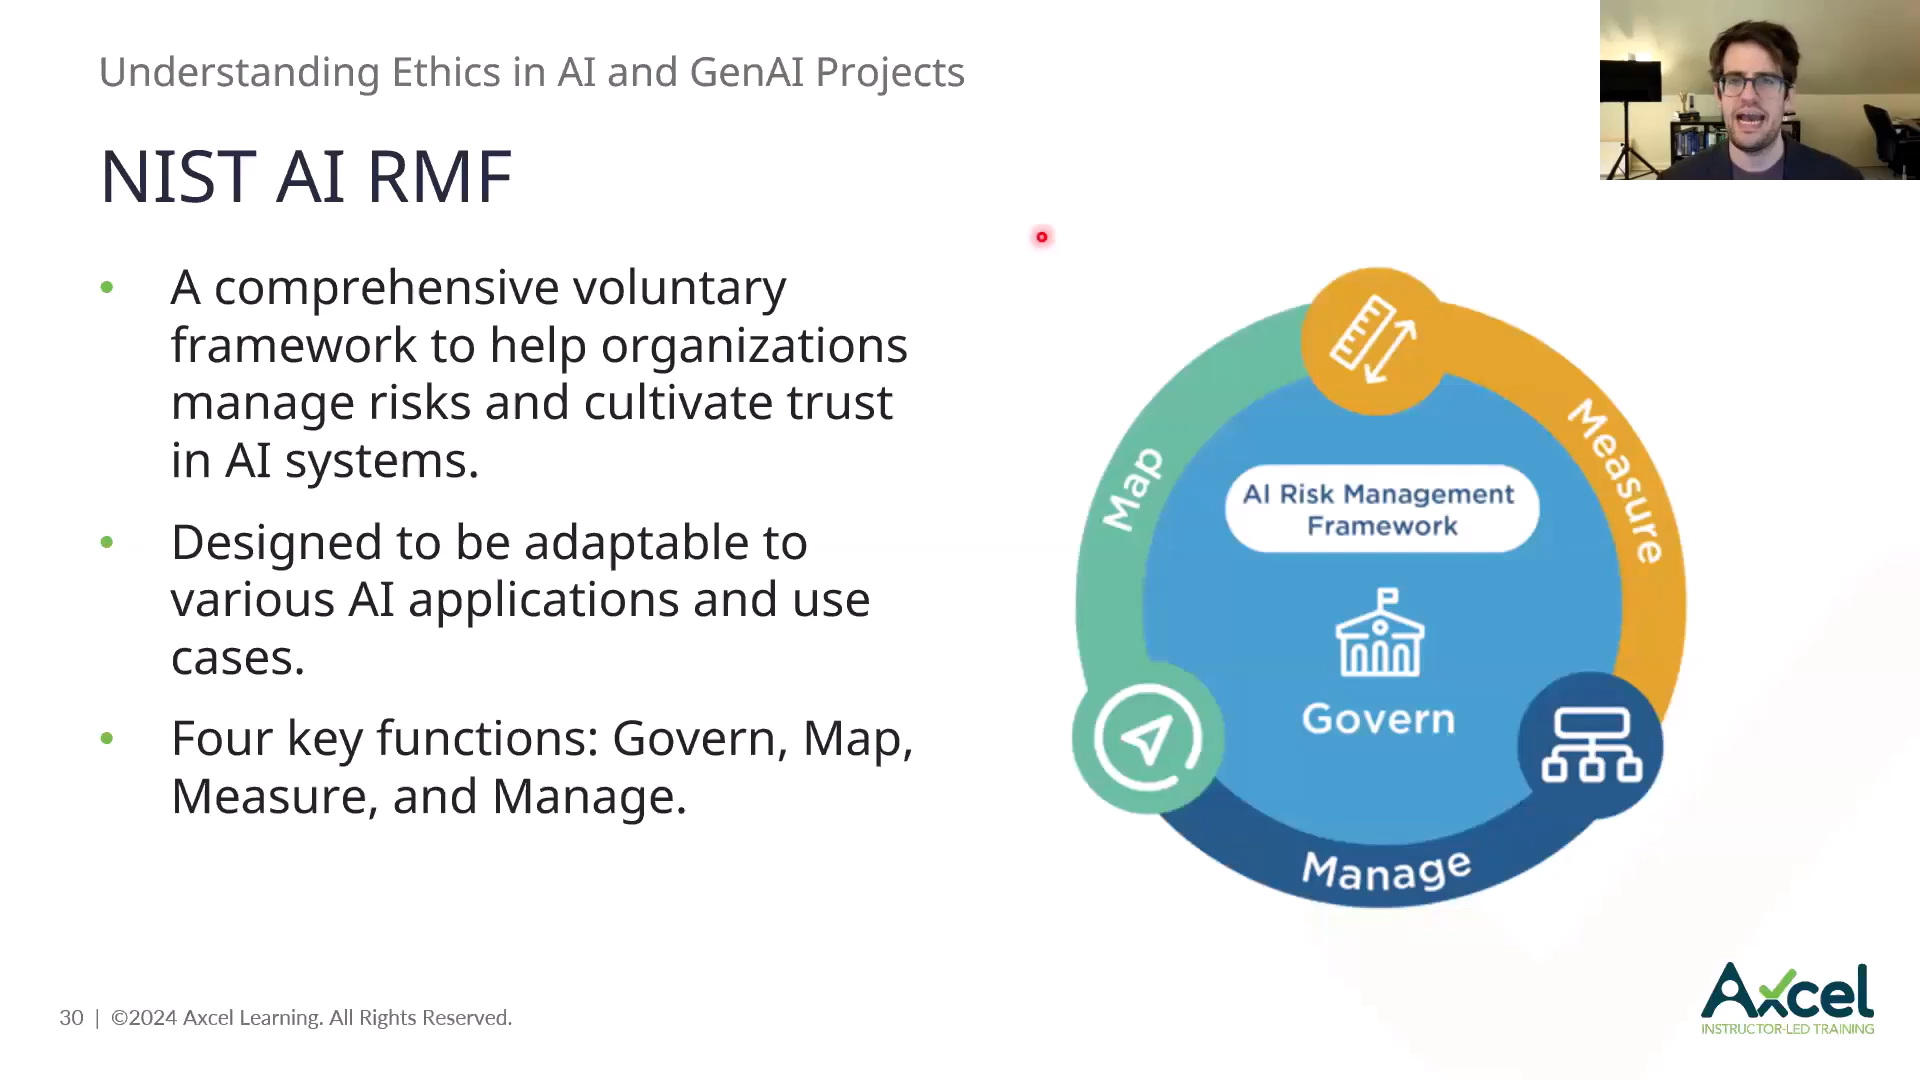 Understanding Ethics in AI and GenAI Projects
NIST AI RMF
• A comprehensive voluntary
framework to help organizations
manage risks and cultivate trust
in AI systems.
• Designed to be adaptable to
various AI applications and use
cases.
• Four key functions: Govern, Map,
Measure, and Manage.
Map
Measure
AI Risk Management
Framework
Govern
Manage
30 | ©2024 Axcel Learning. All Rights Reserved.
Axcel
INSTRUCTOR-LED TRAINING